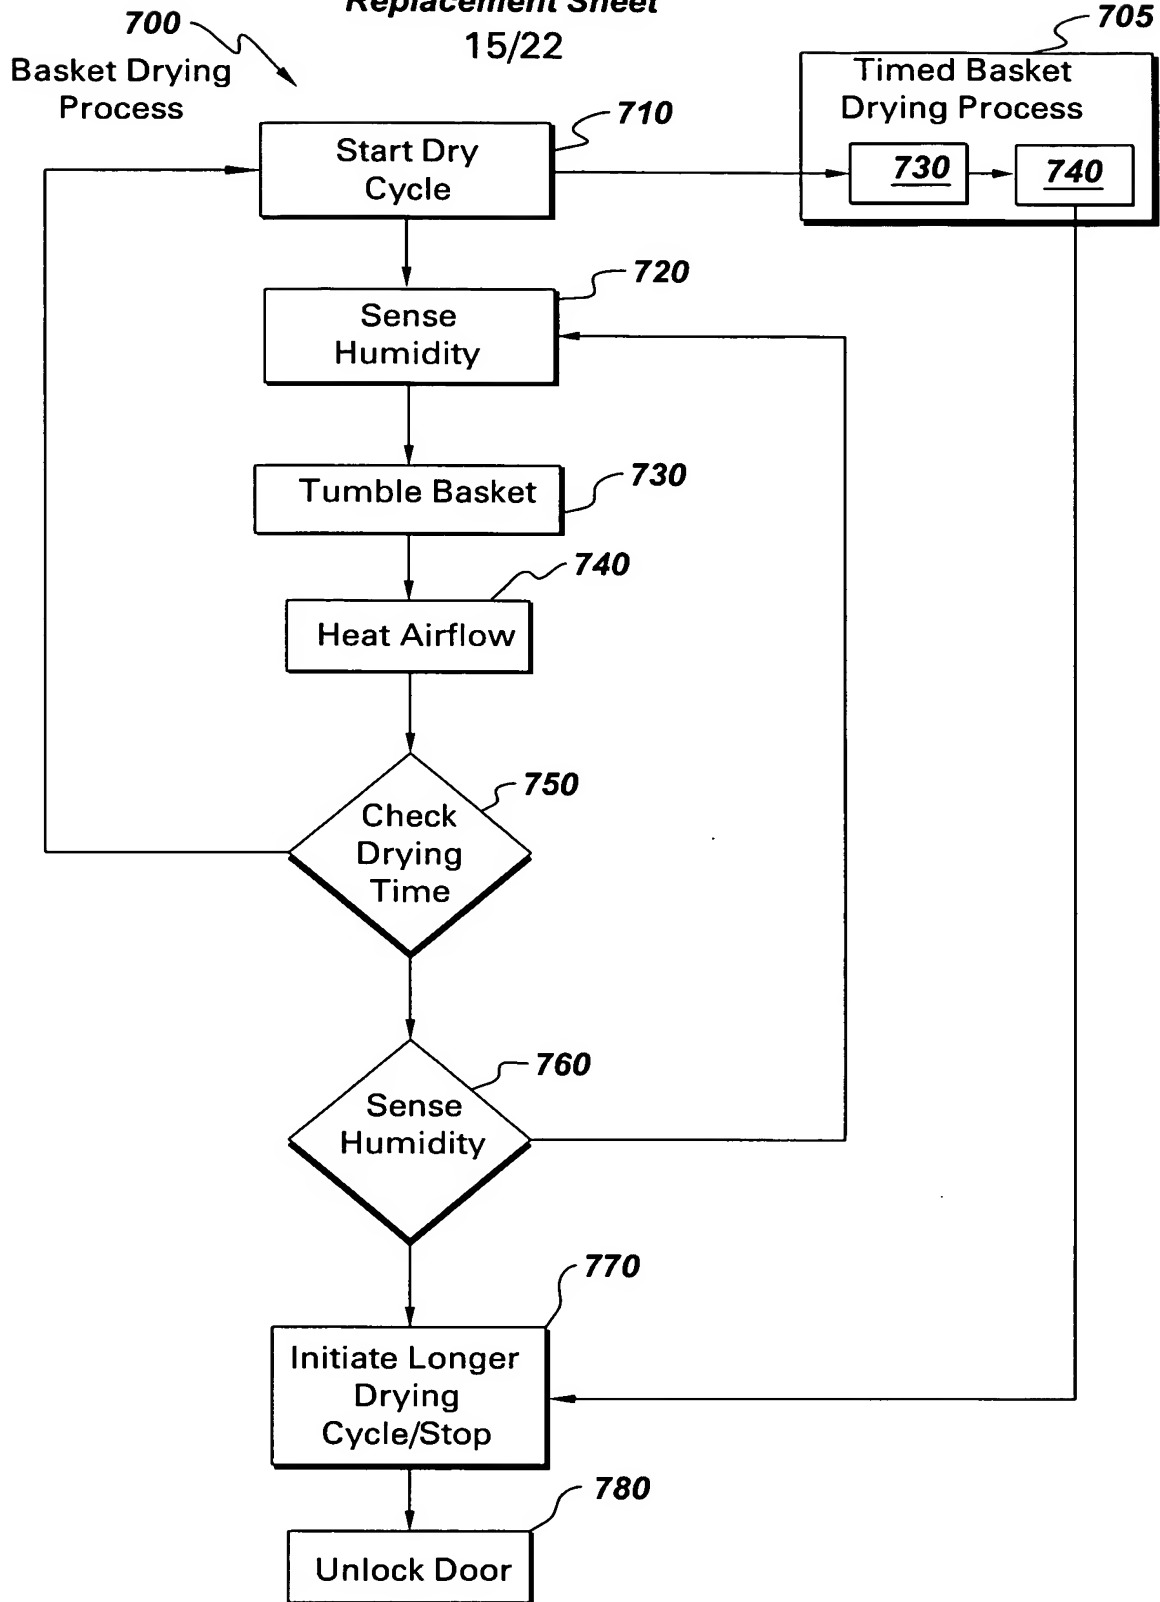 Replacement Sheet
15/22
700
Basket Drying
Process
705
Timed Basket
Drying Process
730
740
710
Start Dry
Cycle
720
Sense
Humidity
730
Tumble Basket
740
Heat Airflow
750
Check
Drying
Time
760
Sense
Humidity
770
Initiate Longer
Drying
Cycle/Stop
780
Unlock Door